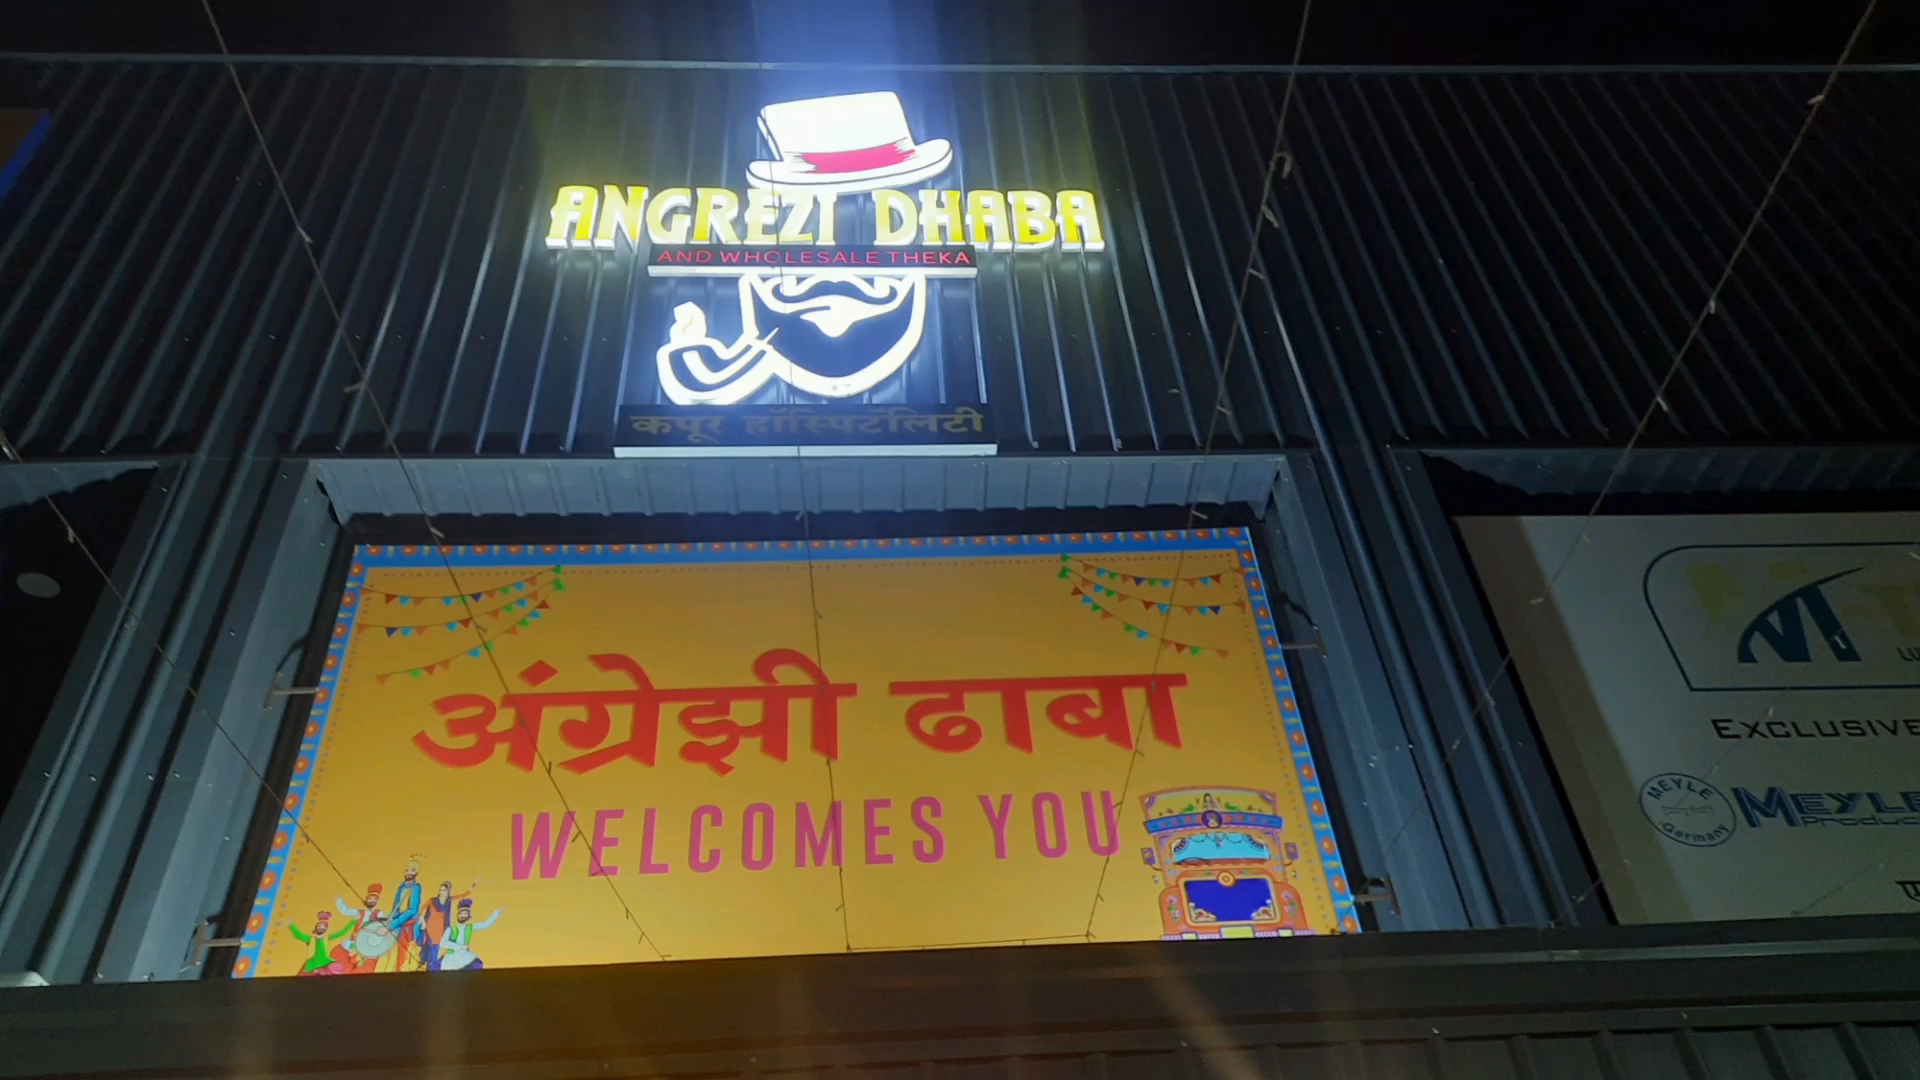 ANGREZI DHABA
AND WHOLESALE THEKA
कपूर हॉस्पिटॅलिटी
अंग्रेझी ढाबा
WELCOMES YOU
EXCLUSIVE
MEYLE
Germany
MEYLE